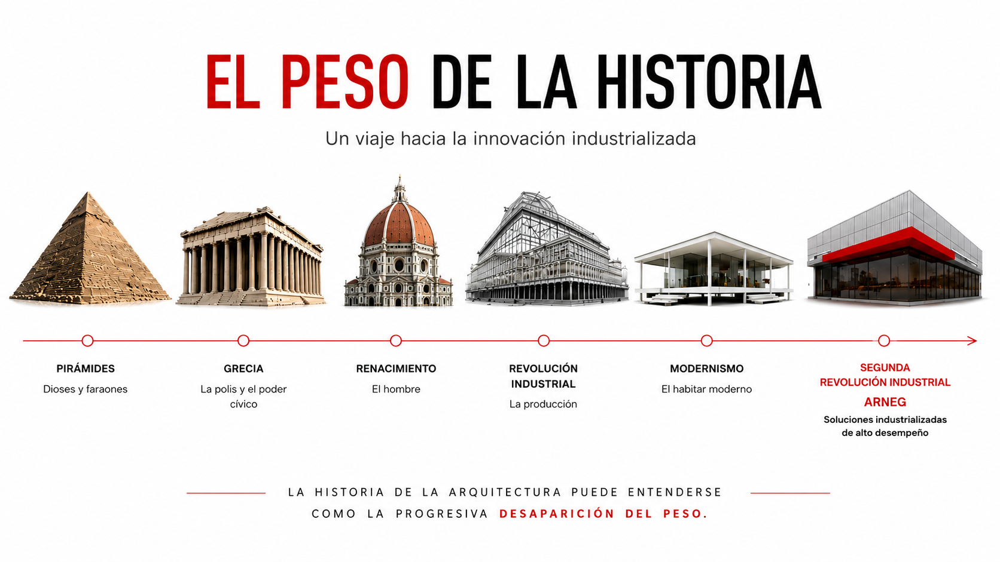 EL PESO DE LA HISTORIA
Un viaje hacia la innovación industrializada
PIRÁMIDES
Dioses y faraones
GRECIA
La polis y el poder
cívico
RENACIMIENTO
El hombre
REVOLUCIÓN
INDUSTRIAL
La producción
MODERNISMO
El habitar moderno
SEGUNDA
REVOLUCIÓN INDUSTRIAL
ARNEG
Soluciones industrializadas
de alto desempeño
LA HISTORIA DE LA ARQUITECTURA PUEDE ENTENDERSE
COMO LA PROGRESIVA DESAPARICIÓN DEL PESO.